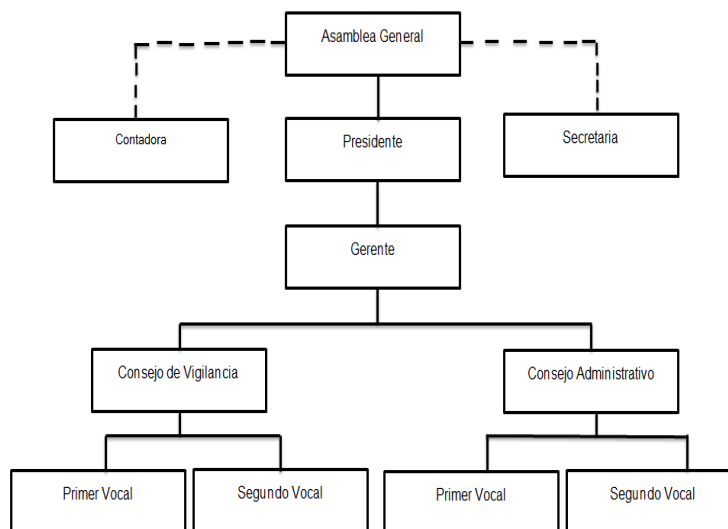 Asamblea General
Contadora
Presidente
Secretaria
Gerente
Consejo de Vigilancia
Consejo Administrativo
Primer Vocal
Segundo Vocal
Primer Vocal
Segundo Vocal